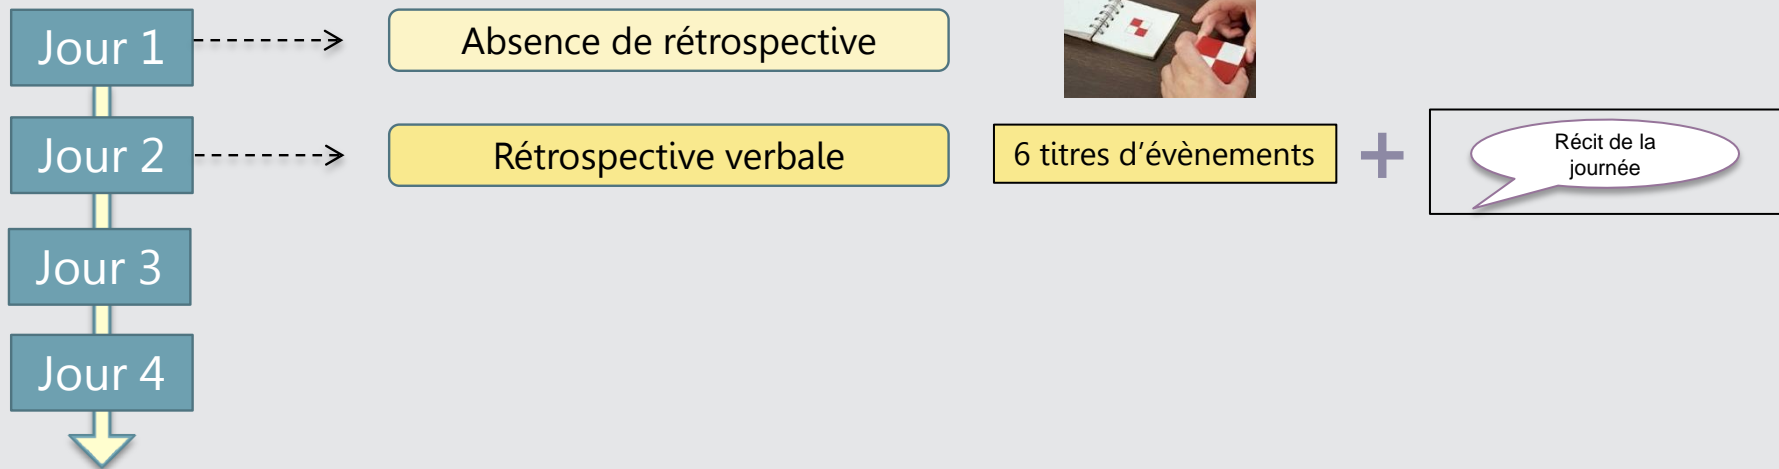 Jour 1
Absence de rétrospective
Jour 2
Rétrospective verbale
6 titres d'évènements
+
Récit de la
journée
Jour 3
Jour 4